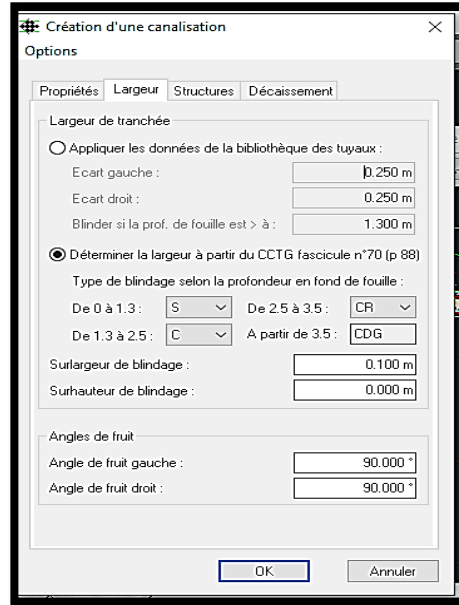 Création d'une canalisation
Options
Propriétés Largeur Structures Décaissement
Largeur de tranchée
Appliquer les données de la bibliothèque des tuyaux :
Ecart gauche : 0.250 m
Ecart droit : 0.250 m
Blinder si la prof. de fouille est > à : 1.300 m
Déterminer la largeur à partir du CCTG fascicule n°70 (p 88)
Type de blindage selon la profondeur en fond de fouille :
De 0 à 1.3 : S De 2.5 à 3.5 : CR
De 1.3 à 2.5 : C A partir de 3.5 : CDG
Surlargeur de blindage : 0.100 m
Surhauteur de blindage : 0.000 m
Angles de fruit
Angle de fruit gauche : 90.000 °
Angle de fruit droit : 90.000 °
OK Annuler